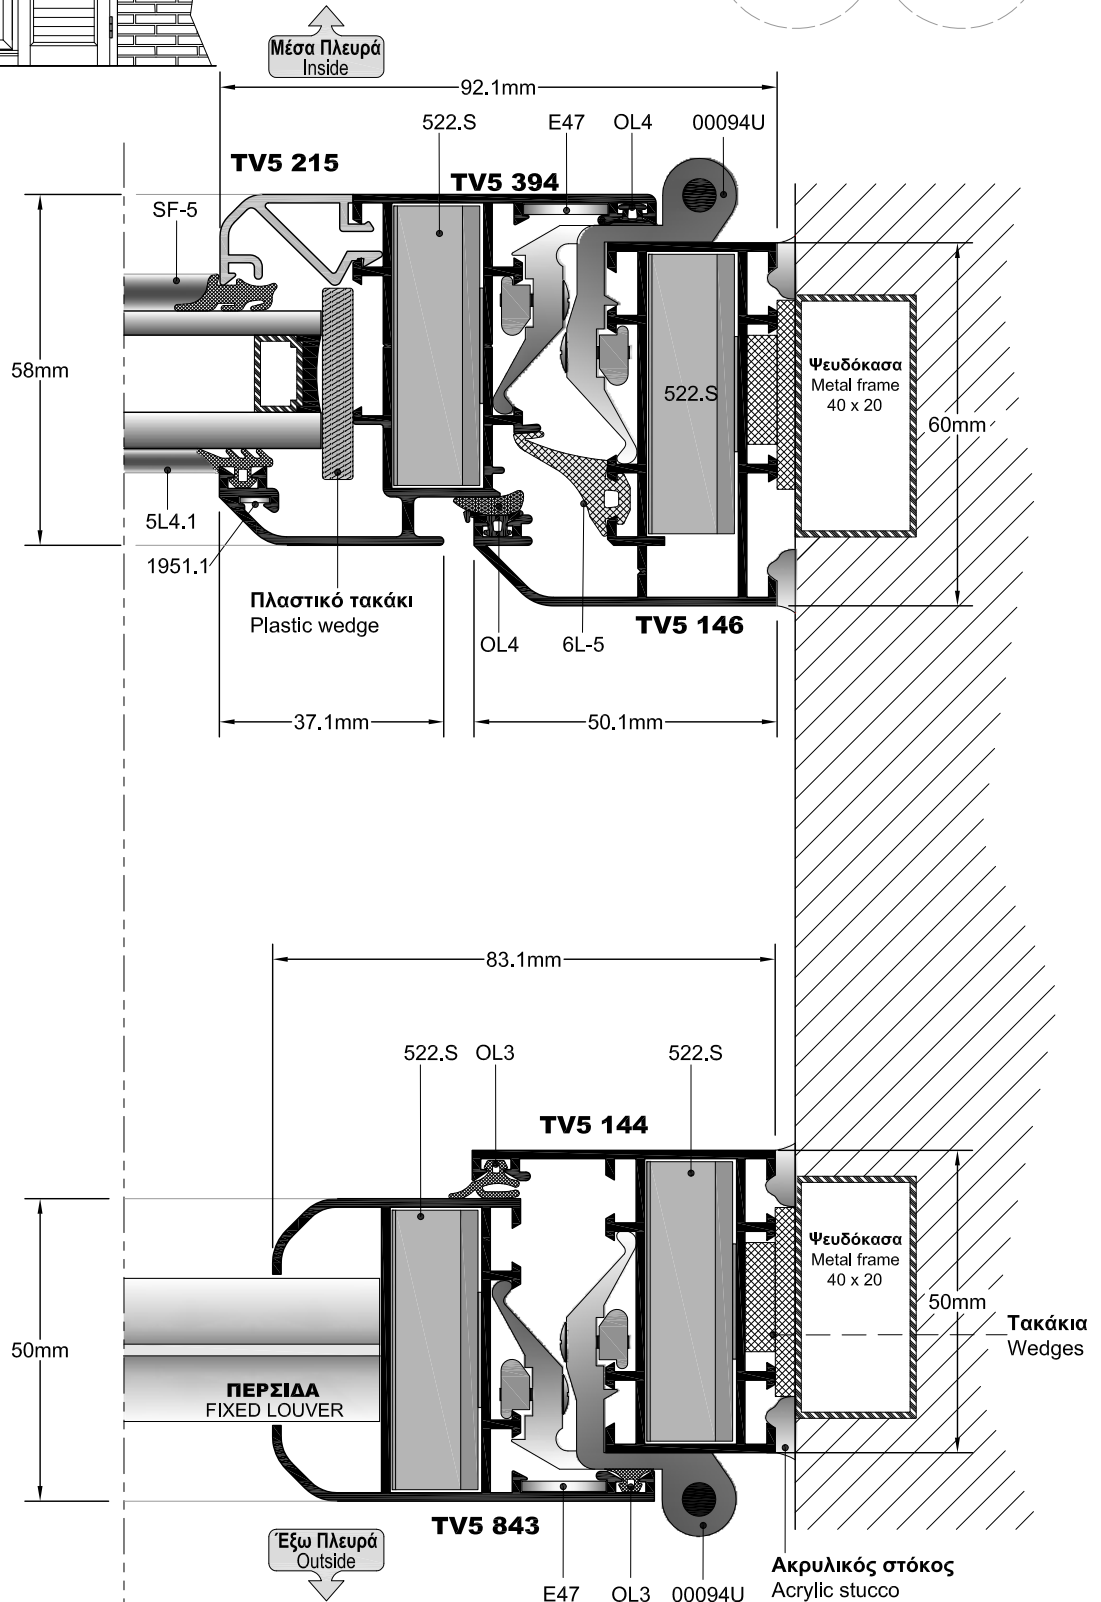 Μέσα Πλευρά
Inside
92.1mm
522.S
E47
OL4
00094U
TV5 215
TV5 394
SF-5
58mm
522.S
Ψευδόκασα
Metal frame
40 x 20
60mm
5L4.1
1951.1
Πλαστικό τακάκι
Plastic wedge
OL4
6L-5
TV5 146
37.1mm
50.1mm
83.1mm
522.S
OL3
522.S
TV5 144
Ψευδόκασα
Metal frame
40 x 20
50mm
Τακάκια
Wedges
50mm
ΠΕΡΣΙΔΑ
FIXED LOUVER
TV5 843
Έξω Πλευρά
Outside
E47
OL3
00094U
Ακρυλικός στόκος
Acrylic stucco